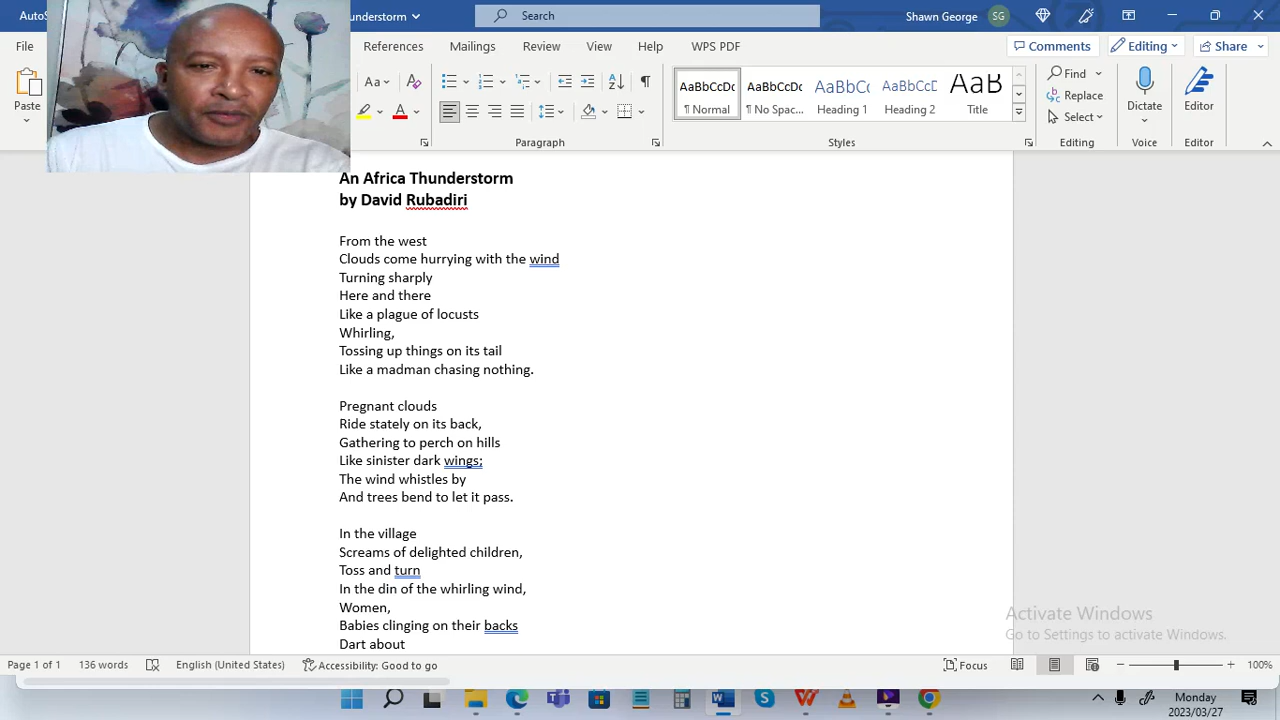 AutoS
hunderstorm
Search
Shawn George
SG
File
References
Mailings
Review
View
Help
WPS PDF
Comments
Editing
Share
Paste
Aa
A
Find
Replace
Select
AaBbCcDc
¶ Normal
AaBbCcDc
¶ No Spac...
AaBbCc
Heading 1
AaBbCcD
Heading 2
AaB
Title
Dictate
Editor
Paragraph
Styles
Editing
Voice
Editor
An Africa Thunderstorm
by David Rubadiri
From the west
Clouds come hurrying with the wind
Turning sharply
Here and there
Like a plague of locusts
Whirling,
Tossing up things on its tail
Like a madman chasing nothing.
Pregnant clouds
Ride stately on its back,
Gathering to perch on hills
Like sinister dark wings;
The wind whistles by
And trees bend to let it pass.
In the village
Screams of delighted children,
Toss and turn
In the din of the whirling wind,
Women,
Babies clinging on their backs
Dart about
Activate Windows
Go to Settings to activate Windows.
Page 1 of 1
136 words
English (United States)
Accessibility: Good to go
Focus
100%
Monday
2023/03/27